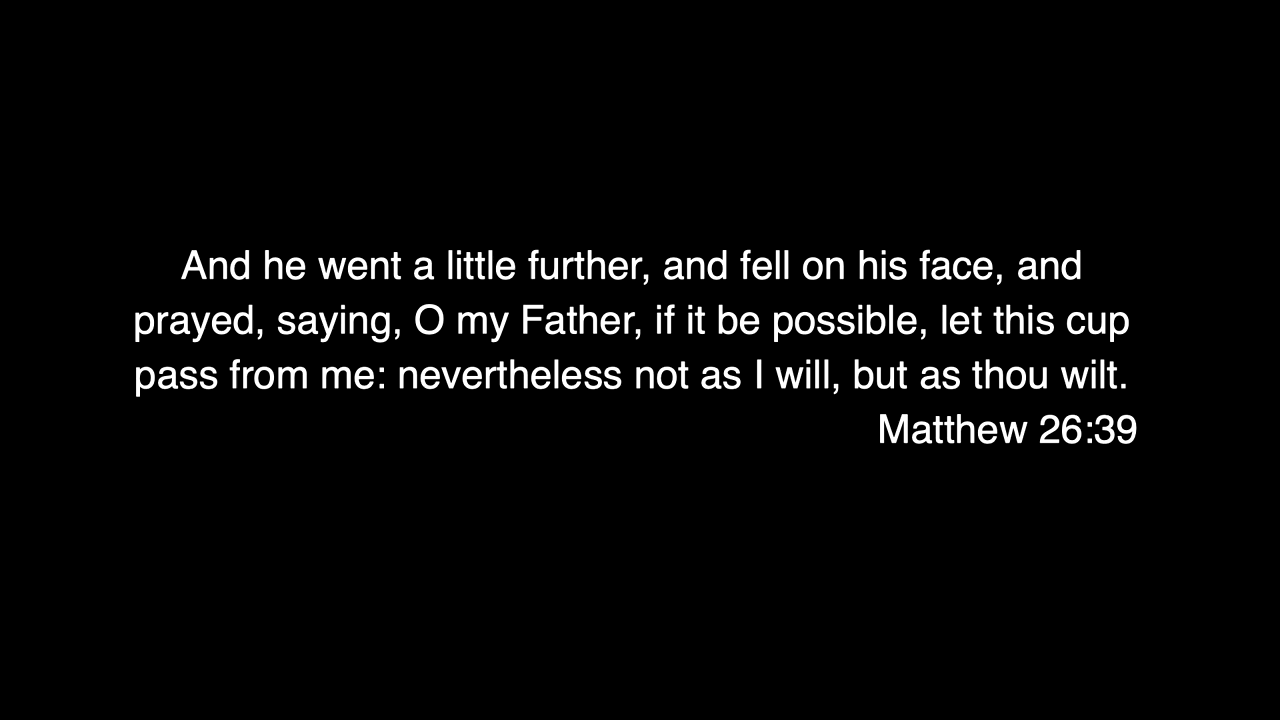 And he went a little further, and fell on his face, and
prayed, saying, O my Father, if it be possible, let this cup
pass from me: nevertheless not as I will, but as thou wilt.
Matthew 26:39